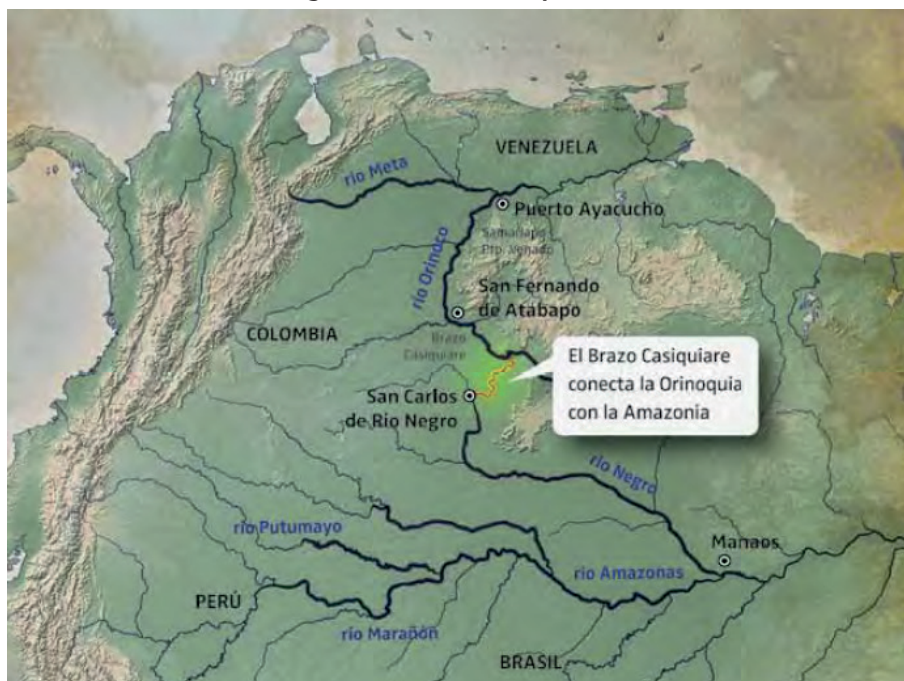 VENEZUELA
río Meta
Puerto Ayacucho
Samariapo
Pto. Venado
río Orinoco
San Fernando
de Atabapo
COLOMBIA
Brazo
Casiquiare
El Brazo Casiquiare
conecta la Orinoquia
con la Amazonia
San Carlos
de Río Negro
río Negro
río Putumayo
Manaos
río Amazonas
PERÚ
río Marañón
BRASIL